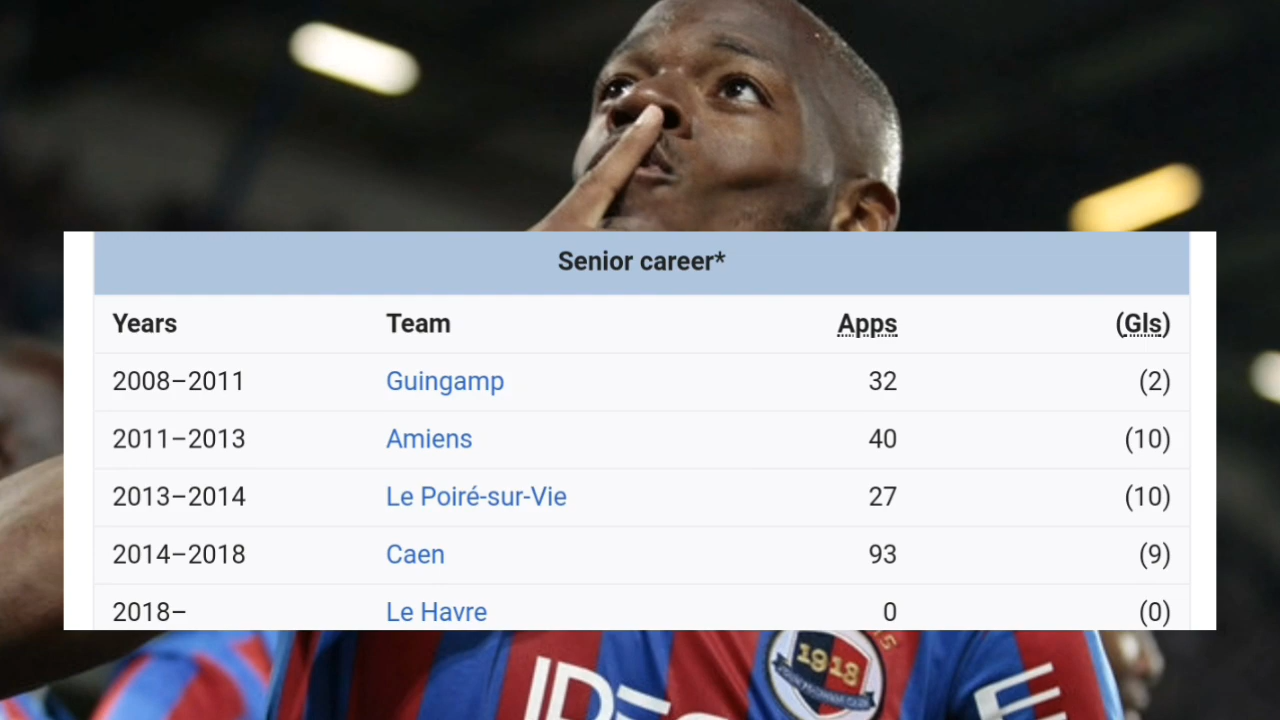 Senior career*
Years Team Apps (Gls)
2008–2011 Guingamp 32 (2)
2011–2013 Amiens 40 (10)
2013–2014 Le Poiré-sur-Vie 27 (10)
2014–2018 Caen 93 (9)
2018– Le Havre 0 (0)
1913